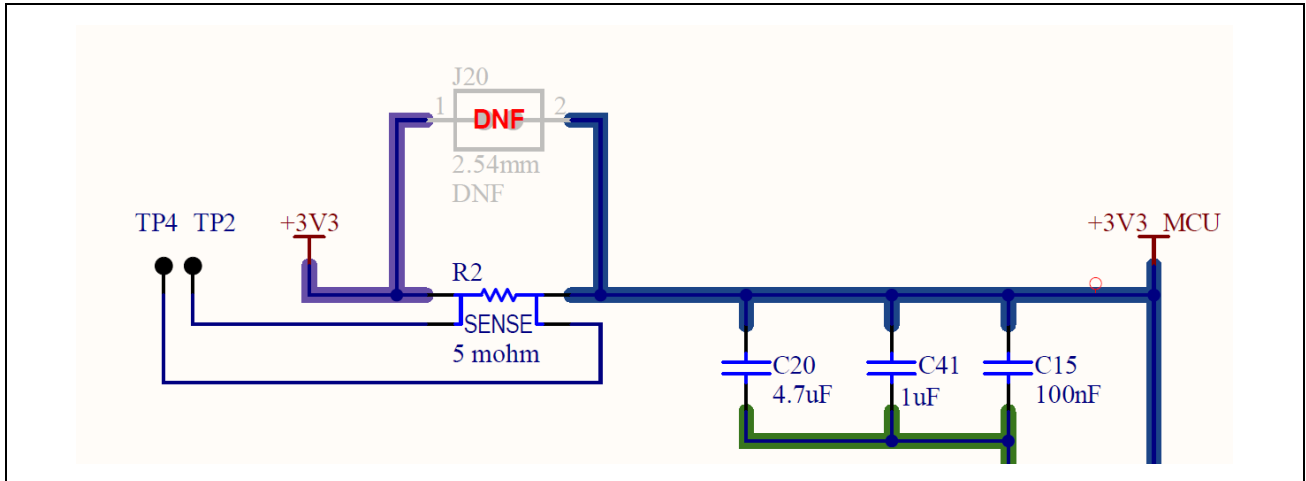 J20
1 DNF 2
2.54mm
DNF
TP4 TP2 +3V3
+3V3_MCU
R2
SENSE
5 mohm
C20
4.7uF
C41
1uF
C15
100nF